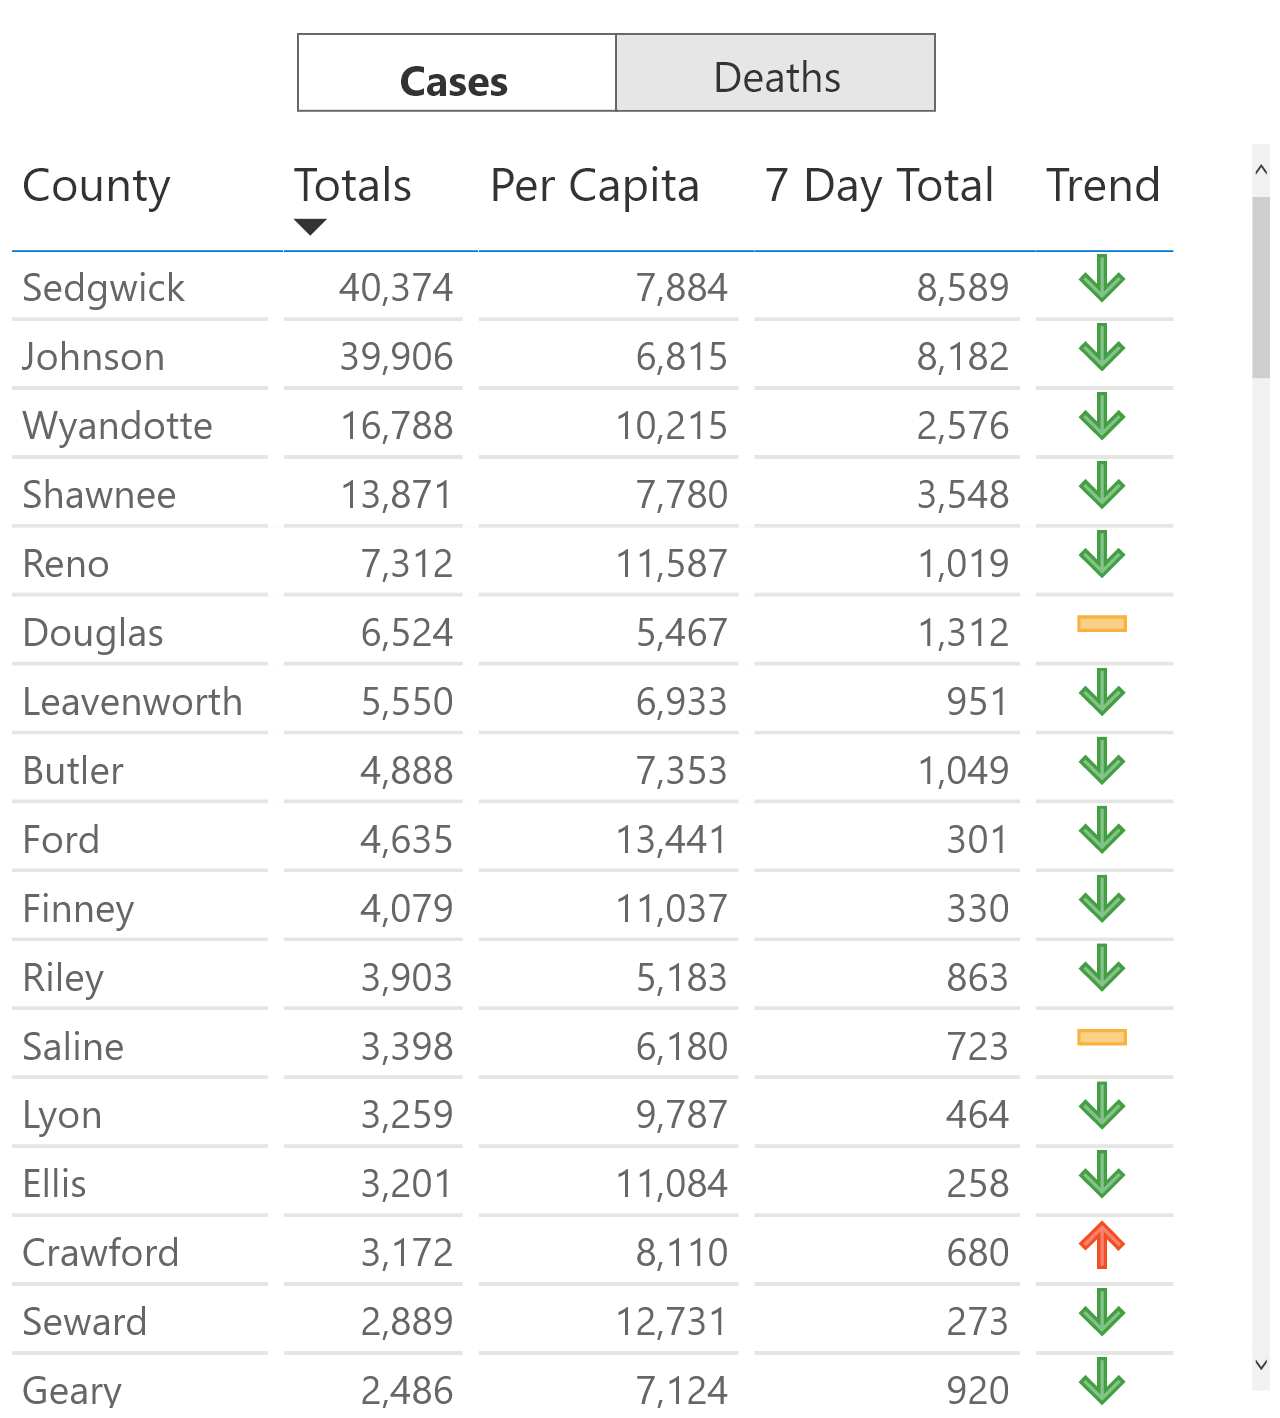 Cases Deaths
County Totals Per Capita 7 Day Total Trend
Sedgwick 40,374 7,884 8,589
Johnson 39,906 6,815 8,182
Wyandotte 16,788 10,215 2,576
Shawnee 13,871 7,780 3,548
Reno 7,312 11,587 1,019
Douglas 6,524 5,467 1,312
Leavenworth 5,550 6,933 951
Butler 4,888 7,353 1,049
Ford 4,635 13,441 301
Finney 4,079 11,037 330
Riley 3,903 5,183 863
Saline 3,398 6,180 723
Lyon 3,259 9,787 464
Ellis 3,201 11,084 258
Crawford 3,172 8,110 680
Seward 2,889 12,731 273
Geary 2,486 7,124 920